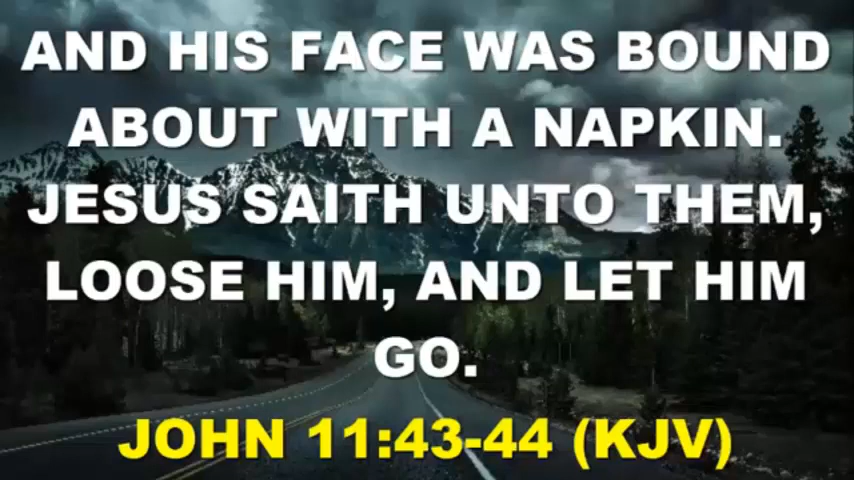 AND HIS FACE WAS BOUND
ABOUT WITH A NAPKIN.
JESUS SAITH UNTO THEM,
LOOSE HIM, AND LET HIM
GO.
JOHN 11:43-44 (KJV)